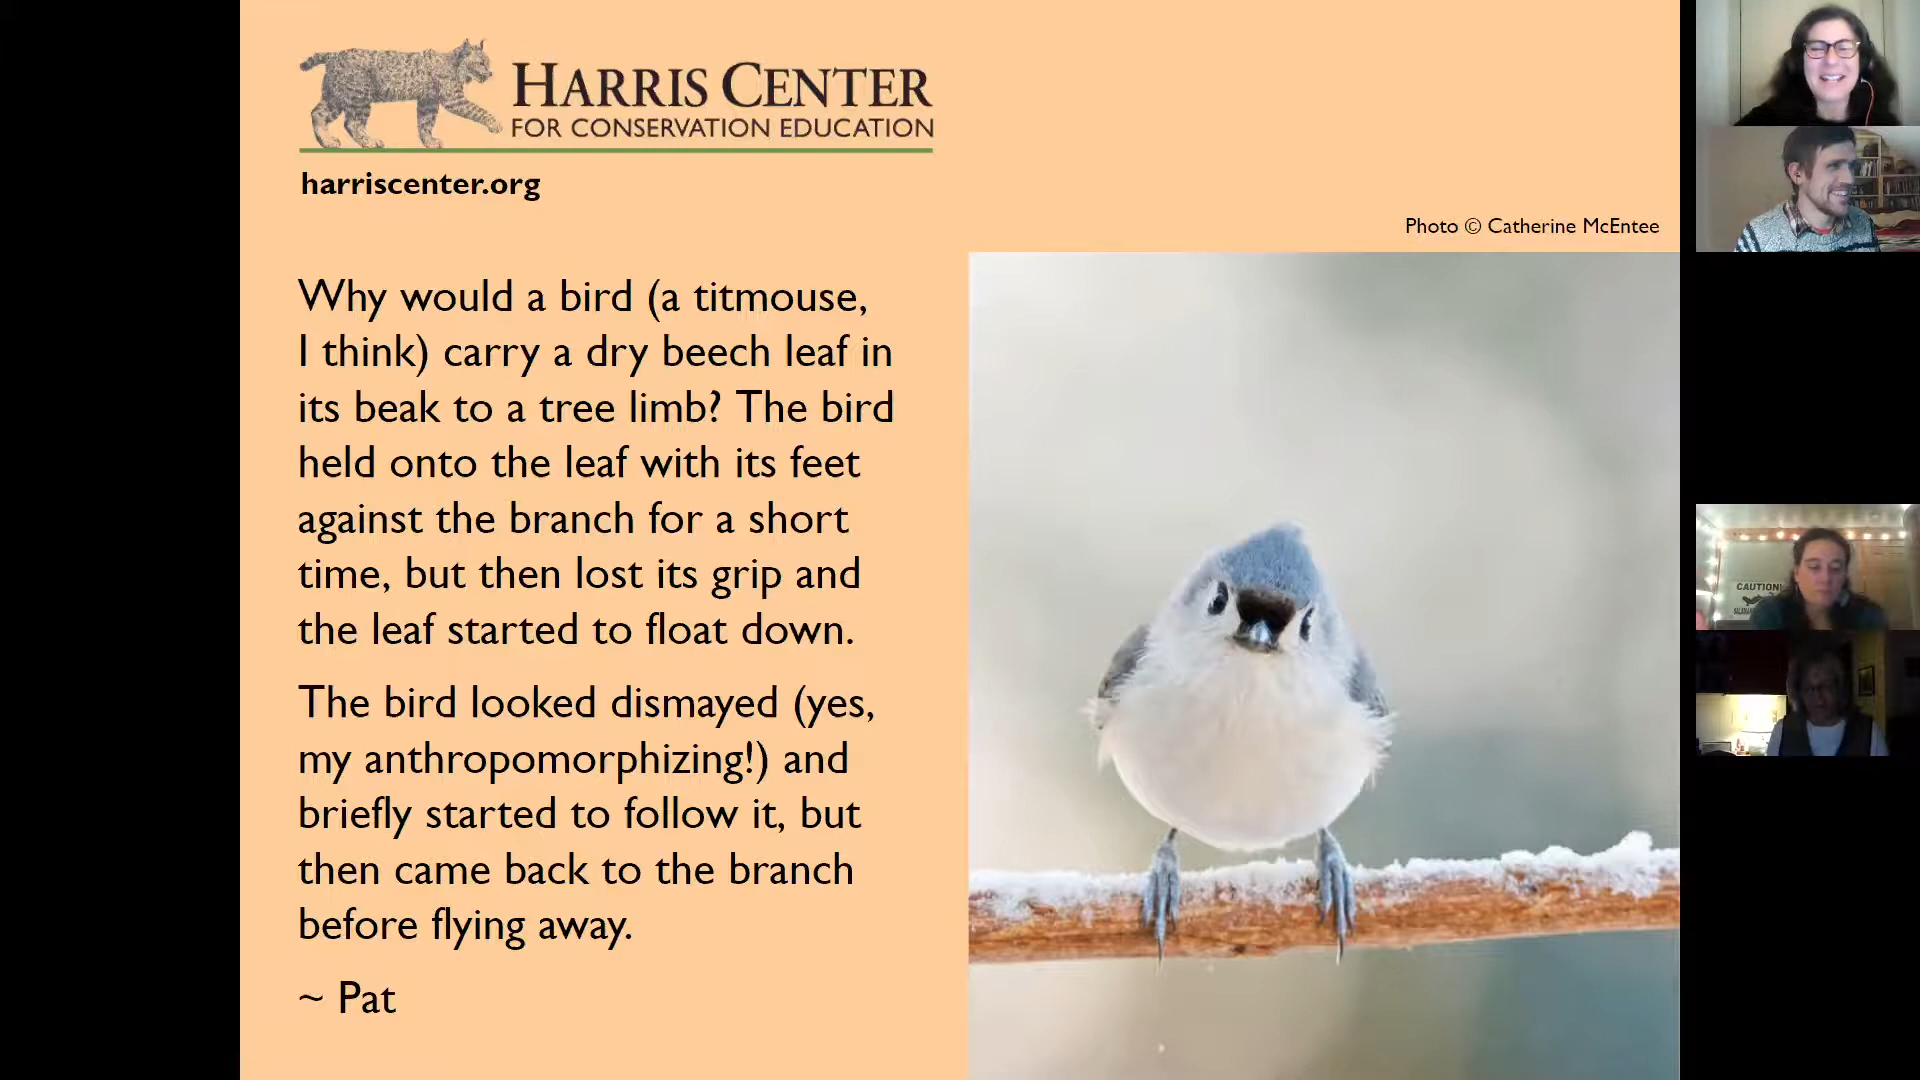 HARRIS CENTER
FOR CONSERVATION EDUCATION
harriscenter.org
Photo © Catherine McEntee
Why would a bird (a titmouse,
I think) carry a dry beech leaf in
its beak to a tree limb? The bird
held onto the leaf with its feet
against the branch for a short
time, but then lost its grip and
the leaf started to float down.
The bird looked dismayed (yes,
my anthropomorphizing!) and
briefly started to follow it, but
then came back to the branch
before flying away.
~ Pat
CAUTION!